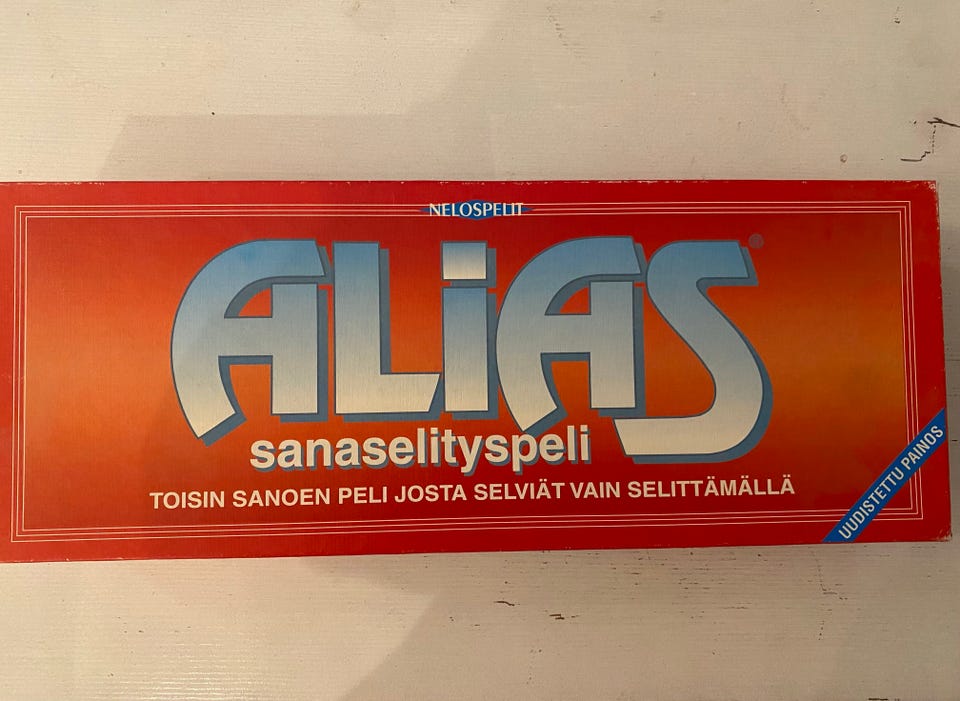 NELOSPELIT
ALiAS®
sanaselityspeli
TOISIN SANOEN PELI JOSTA SELVIÄT VAIN SELITTÄMÄLLÄ
UUDISTETTU PAINOS